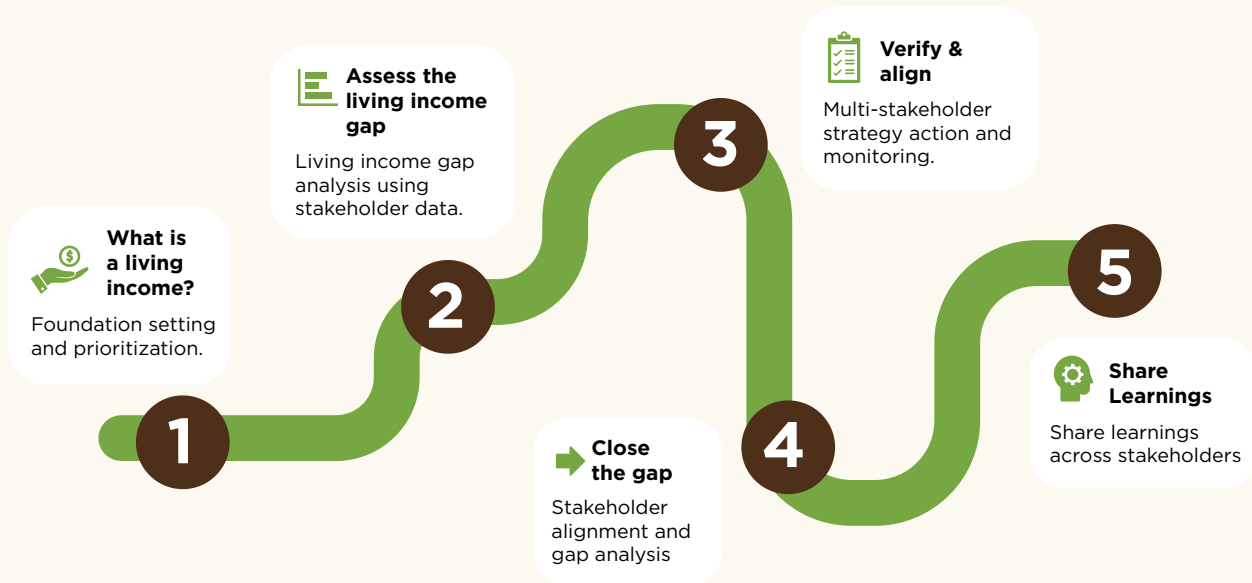 1
What is
a living
income?
Foundation setting
and prioritization.
2
Assess the
living income
gap
Living income gap
analysis using
stakeholder data.
3
Verify &
align
Multi-stakeholder
strategy action and
monitoring.
4
Close
the gap
Stakeholder
alignment and
gap analysis
5
Share
Learnings
Share learnings
across stakeholders
$